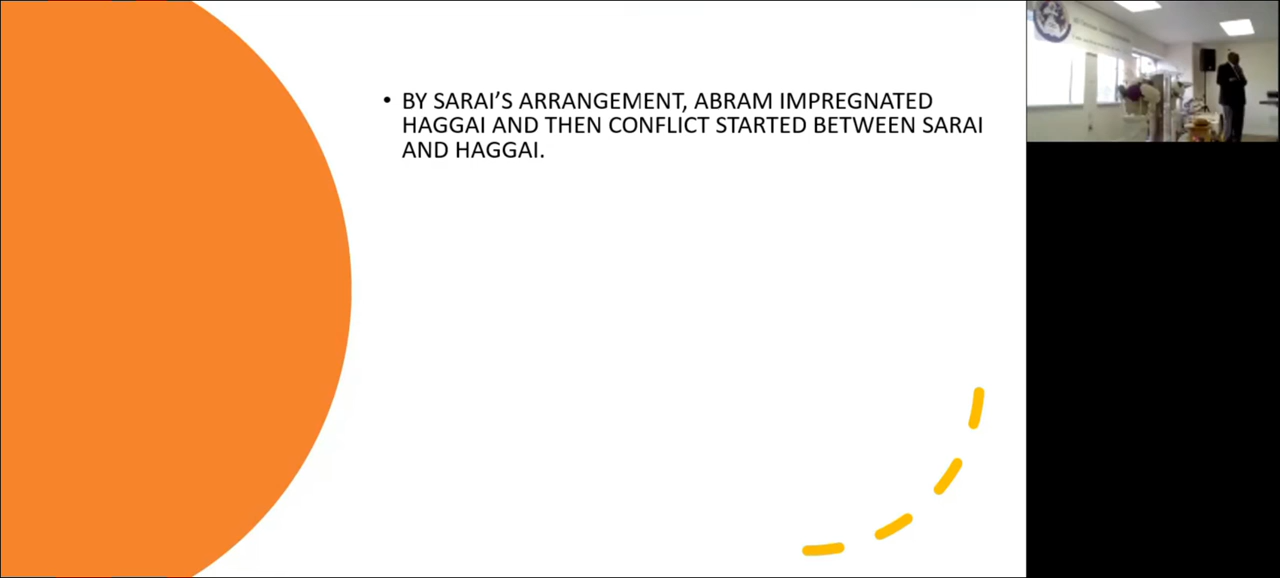 • BY SARAI’S ARRANGEMENT, ABRAM IMPREGNATED
HAGGAI AND THEN CONFLICT STARTED BETWEEN SARAI
AND HAGGAI.